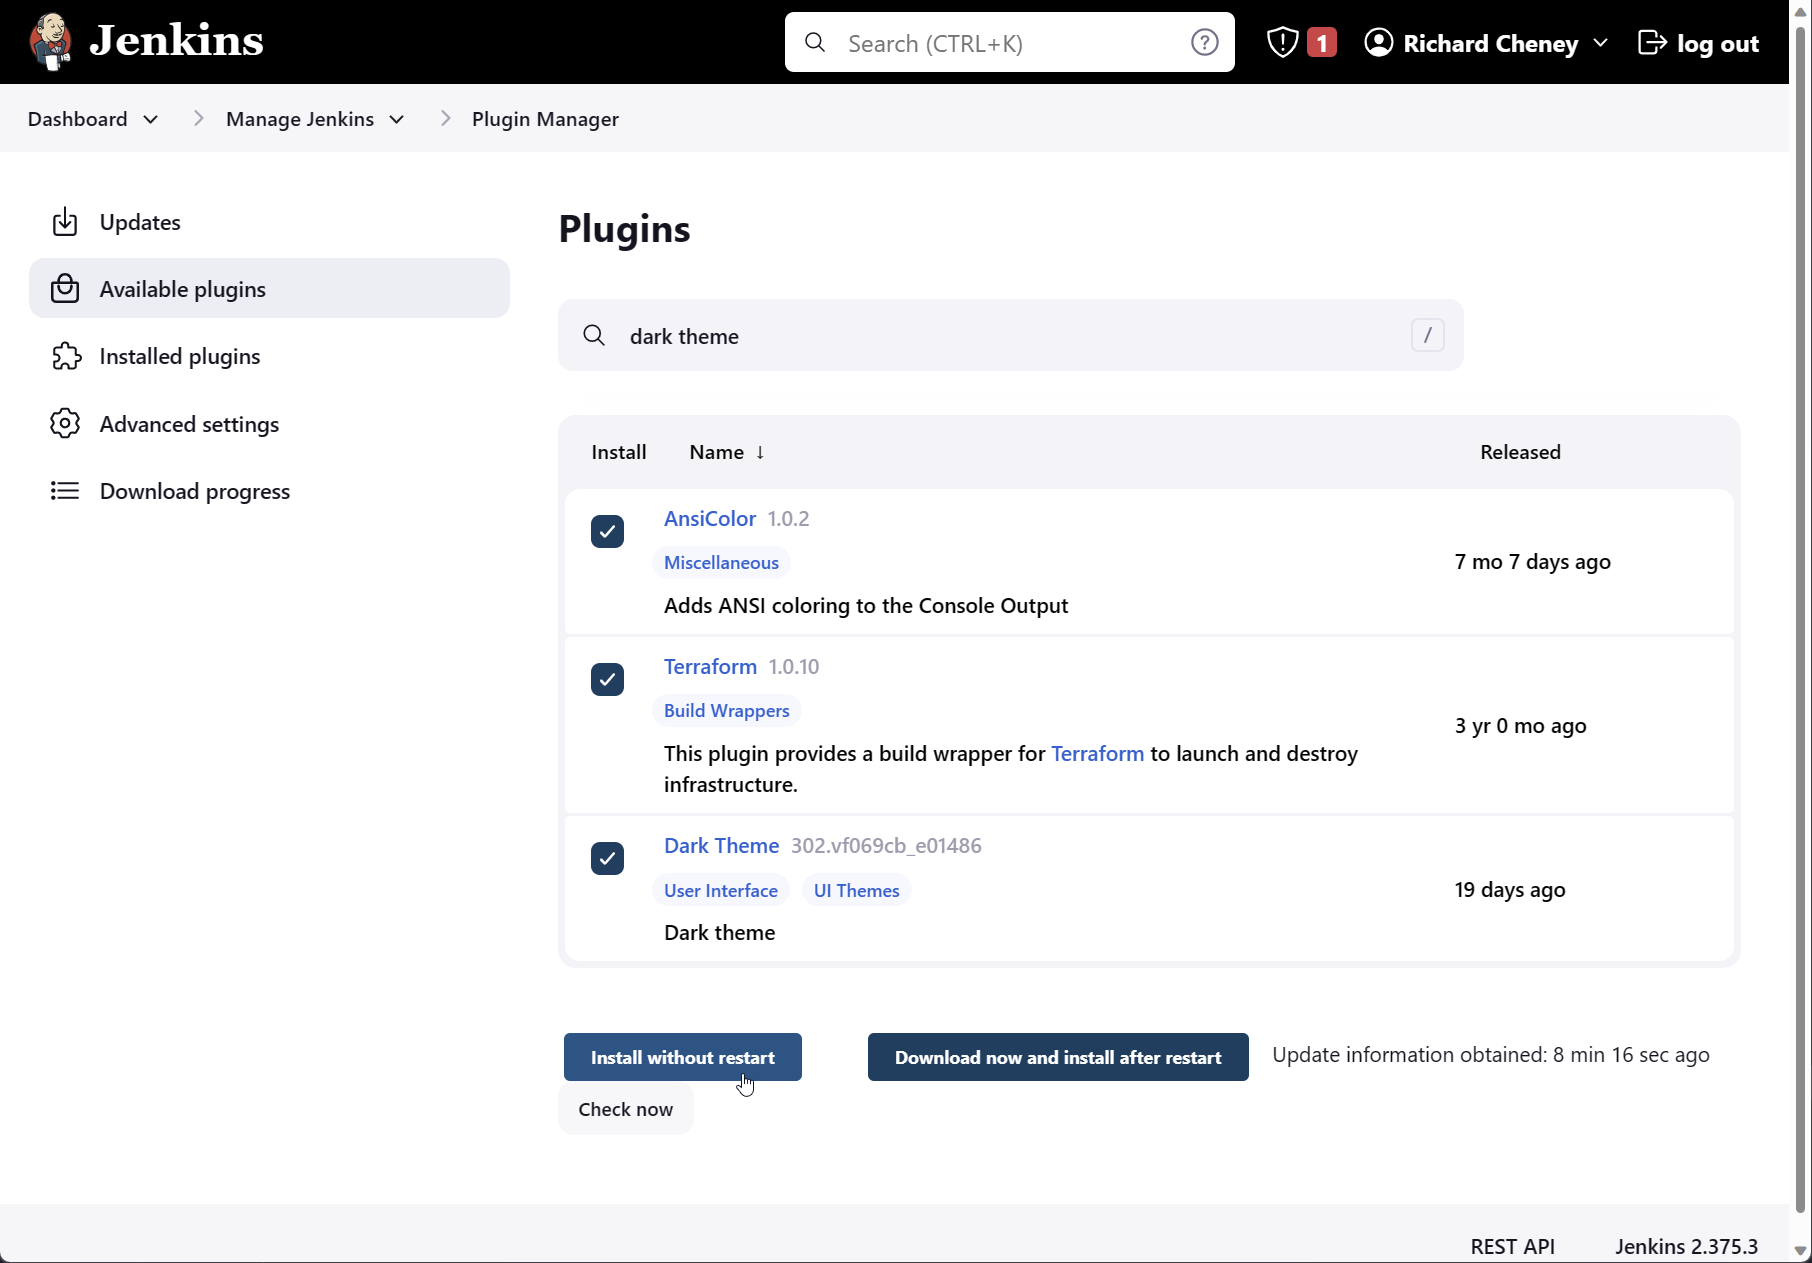 Jenkins
Search (CTRL+K)
?
1
Richard Cheney
log out
Dashboard
Manage Jenkins
Plugin Manager
Updates
Available plugins
Installed plugins
Advanced settings
Download progress
Plugins
dark theme
/
Install
Name ↓
Released
AnsiColor 1.0.2
Miscellaneous
Adds ANSI coloring to the Console Output
7 mo 7 days ago
Terraform 1.0.10
Build Wrappers
This plugin provides a build wrapper for Terraform to launch and destroy
infrastructure.
3 yr 0 mo ago
Dark Theme 302.vf069cb_e01486
User Interface
UI Themes
Dark theme
19 days ago
Install without restart
Download now and install after restart
Update information obtained: 8 min 16 sec ago
Check now
REST API
Jenkins 2.375.3